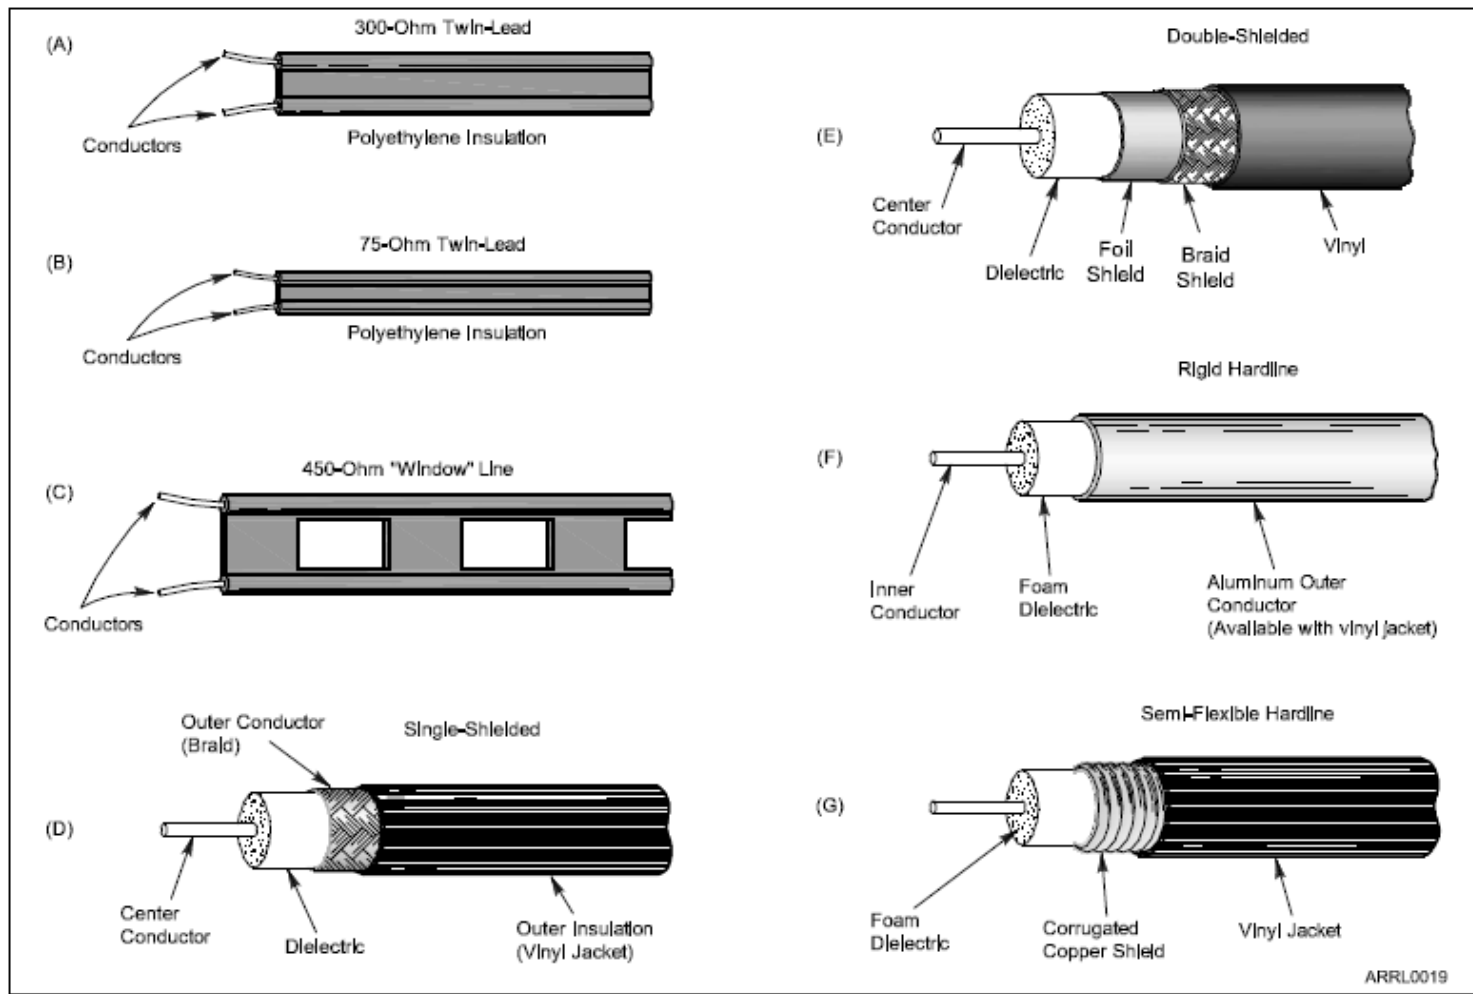 (A)
300-Ohm Twin-Lead
Conductors
Polyethylene Insulation
(B)
75-Ohm Twin-Lead
Conductors
Polyethylene Insulation
(C)
450-Ohm "Window" Line
Conductors
(D)
Outer Conductor
(Braid)
Single-Shielded
Center
Conductor
Dielectric
Outer Insulation
(Vinyl Jacket)
Double-Shielded
(E)
Center
Conductor
Dielectric
Foil
Shield
Braid
Shield
Vinyl
Rigid Hardline
(F)
Inner
Conductor
Foam
Dielectric
Aluminum Outer
Conductor
(Available with vinyl jacket)
Semi-Flexible Hardline
(G)
Foam
Dielectric
Corrugated
Copper Shield
Vinyl Jacket
ARRL0019